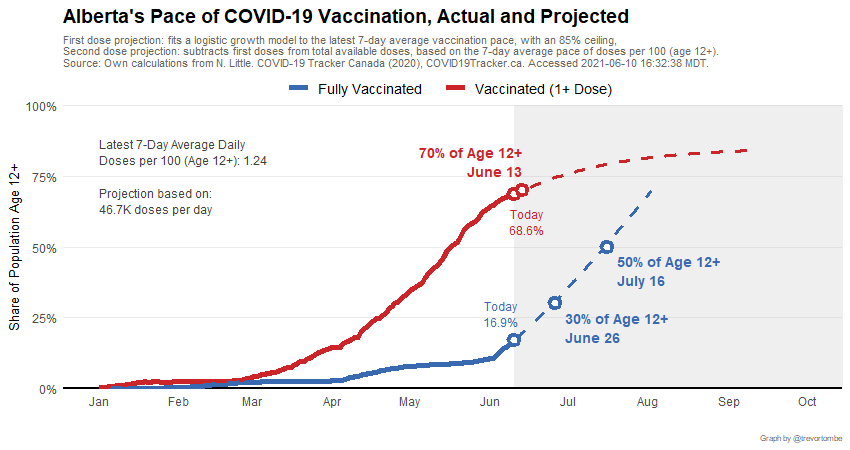 Alberta's Pace of COVID-19 Vaccination, Actual and Projected
First dose projection: fits a logistic growth model to the latest 7-day average vaccination pace, with an 85% ceiling,
Second dose projection: subtracts first doses from total available doses, based on the 7-day average pace of doses per 100 (age 12+).
Source: Own calculations from N. Little. COVID-19 Tracker Canada (2020), COVID19Tracker.ca. Accessed 2021-06-10 16:32:38 MDT.
Fully Vaccinated
Vaccinated (1+ Dose)
100%
75%
50%
25%
0%
Share of Population Age 12+
Latest 7-Day Average Daily
Doses per 100 (Age 12+): 1.24
Projection based on:
46.7K doses per day
70% of Age 12+
June 13
Today
68.6%
50% of Age 12+
July 16
Today
16.9%
30% of Age 12+
June 26
Jan
Feb
Mar
Apr
May
Jun
Jul
Aug
Sep
Oct
Graph by @trevortombe